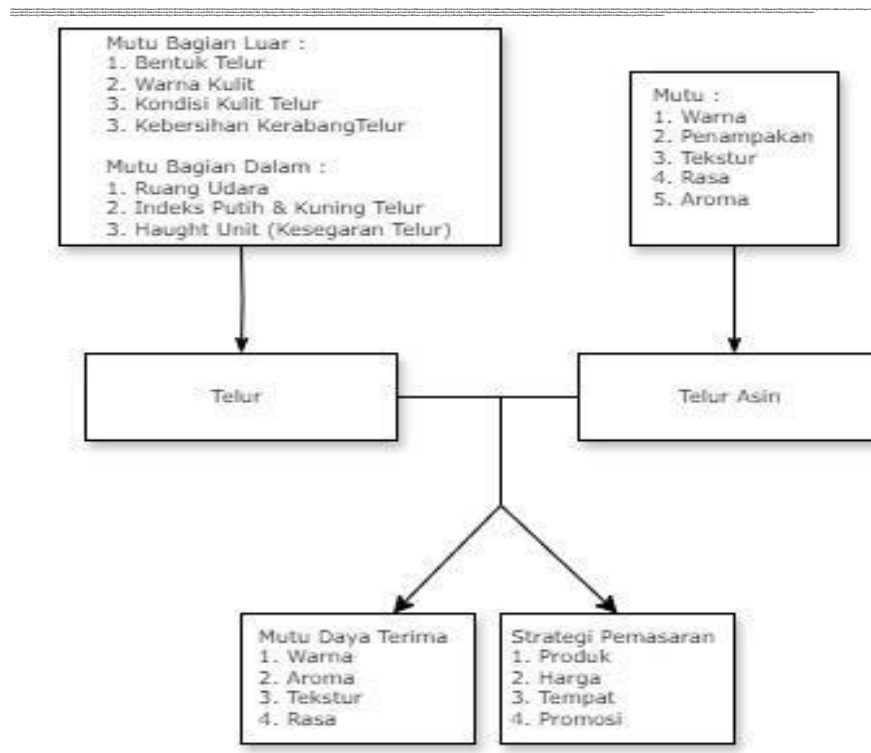 Mutu Bagian Luar :
1. Bentuk Telur
2. Warna Kulit
3. Kondisi Kulit Telur
3. Kebersihan KerabangTelur
Mutu Bagian Dalam :
1. Ruang Udara
2. Indeks Putih & Kuning Telur
3. Haught Unit (Kesegaran Telur)
Mutu :
1. Warna
2. Penampakan
3. Tekstur
4. Rasa
5. Aroma
Telur
Telur Asin
Mutu Daya Terima
1. Warna
2. Aroma
3. Tekstur
4. Rasa
Strategi Pemasaran
1. Produk
2. Harga
3. Tempat
4. Promosi